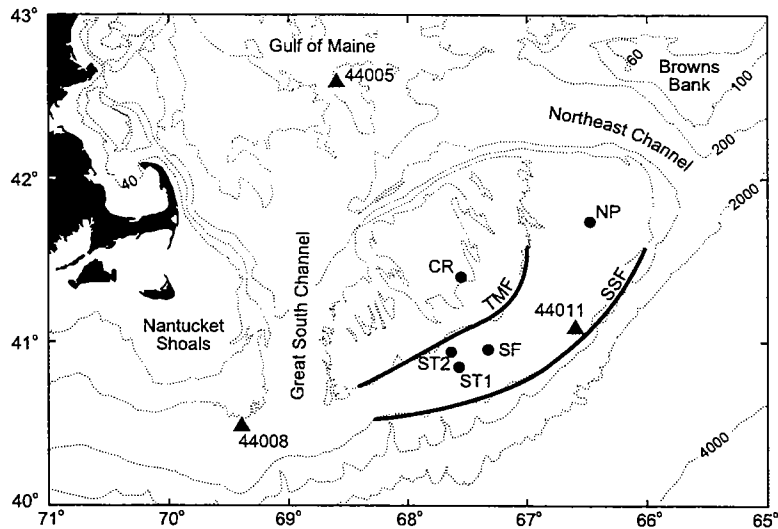 43°
Gulf of Maine
44005
60
Browns
Bank
100
Northeast Channel
200
42°
40
2000
NP
CR
TMF
SSF
44011
Great South Channel
Nantucket
Shoals
41°
ST2
SF
ST1
44008
4000
40°
71° 70° 69° 68° 67° 66° 65°